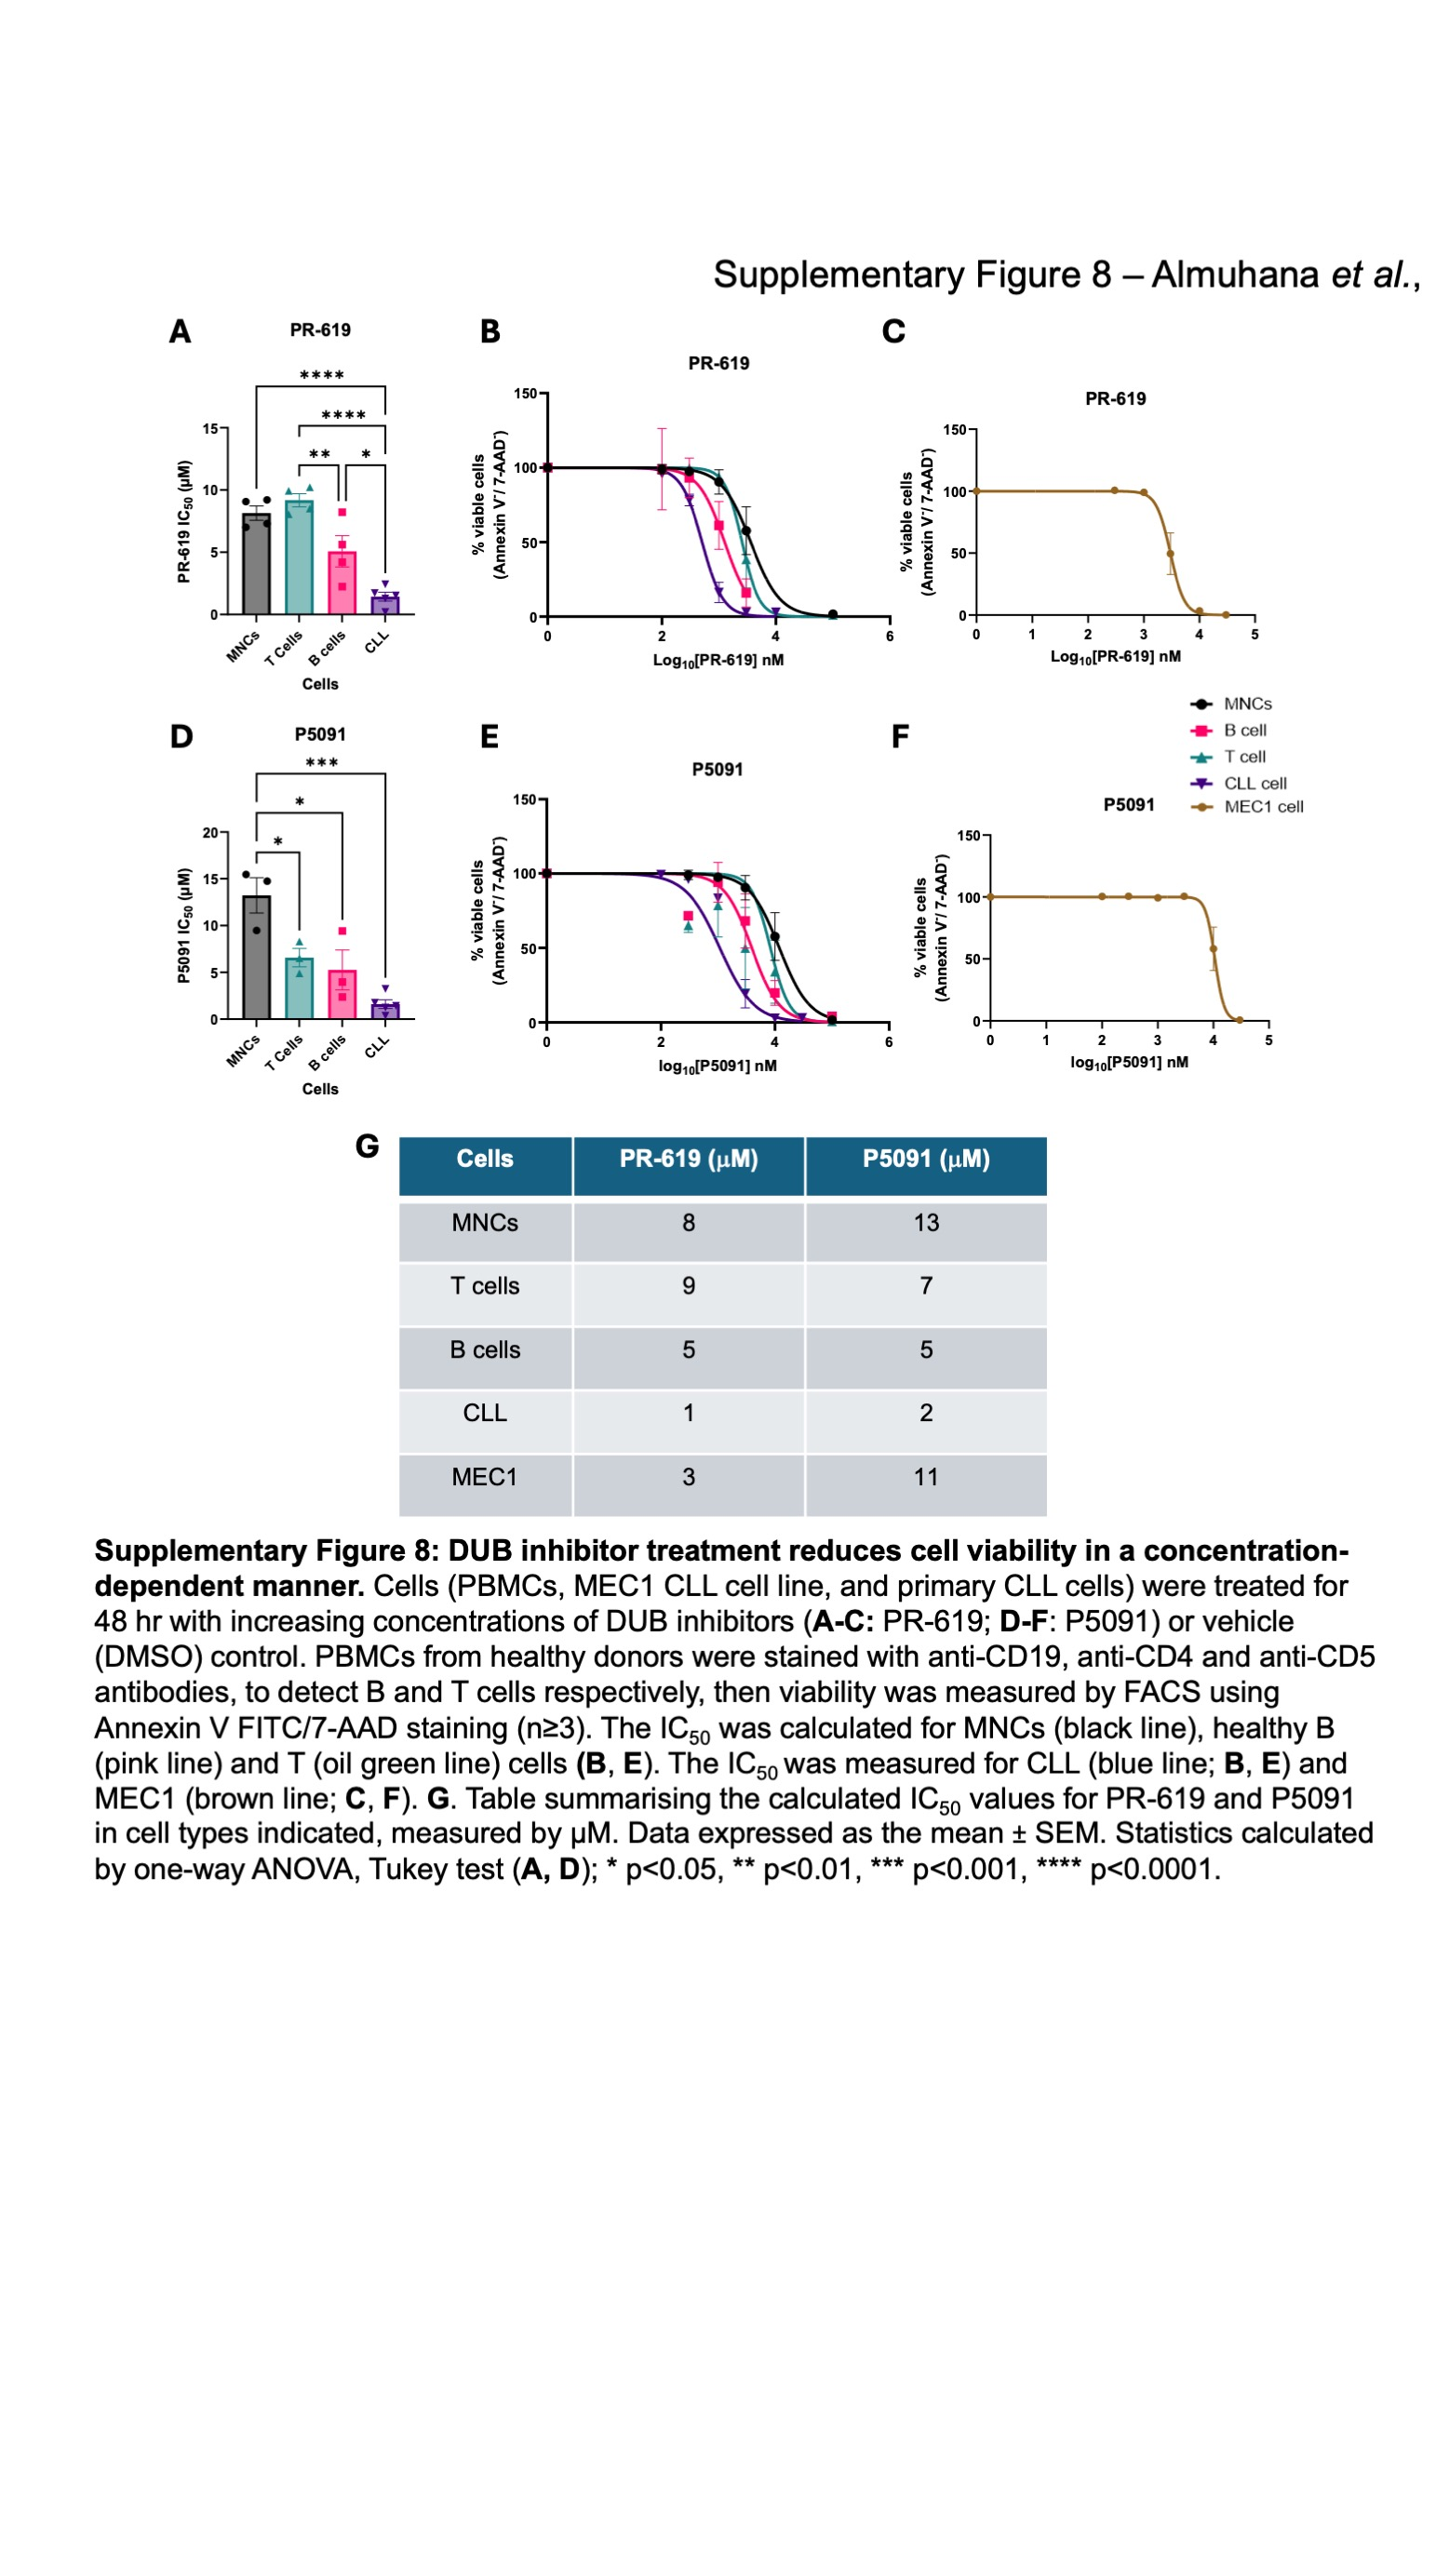 Supplementary Figure 8 – Almuhana et al.,
A
PR-619
****
****
** *
PR-619 IC50 (µM)
15
10
5
0
MNCs
T Cells
B cells
CLL
Cells
B
PR-619
% viable cells
(Annexin V-/ 7-AAD-)
150
100
50
0
0 2 4 6
Log10[PR-619] nM
C
PR-619
% viable cells
(Annexin V-/ 7-AAD-)
150
100
50
0
0 1 2 3 4 5
Log10[PR-619] nM
MNCs
B cell
T cell
CLL cell
MEC1 cell
D
P5091
***
*
*
P5091 IC50 (µM)
20
15
10
5
0
MNCs
T Cells
B cells
CLL
Cells
E
P5091
% viable cells
(Annexin V-/ 7-AAD-)
150
100
50
0
0 2 4 6
log10[P5091] nM
F
P5091
% viable cells
(Annexin V-/ 7-AAD-)
150
100
50
0
0 1 2 3 4 5
log10[P5091] nM
G
Cells PR-619 (µM) P5091 (µM)
MNCs 8 13
T cells 9 7
B cells 5 5
CLL 1 2
MEC1 3 11
Supplementary Figure 8: DUB inhibitor treatment reduces cell viability in a concentration-
dependent manner. Cells (PBMCs, MEC1 CLL cell line, and primary CLL cells) were treated for
48 hr with increasing concentrations of DUB inhibitors (A-C: PR-619; D-F: P5091) or vehicle
(DMSO) control. PBMCs from healthy donors were stained with anti-CD19, anti-CD4 and anti-CD5
antibodies, to detect B and T cells respectively, then viability was measured by FACS using
Annexin V FITC/7-AAD staining (n≥3). The IC50 was calculated for MNCs (black line), healthy B
(pink line) and T (oil green line) cells (B, E). The IC50 was measured for CLL (blue line; B, E) and
MEC1 (brown line; C, F). G. Table summarising the calculated IC50 values for PR-619 and P5091
in cell types indicated, measured by µM. Data expressed as the mean ± SEM. Statistics calculated
by one-way ANOVA, Tukey test (A, D); * p<0.05, ** p<0.01, *** p<0.001, **** p<0.0001.